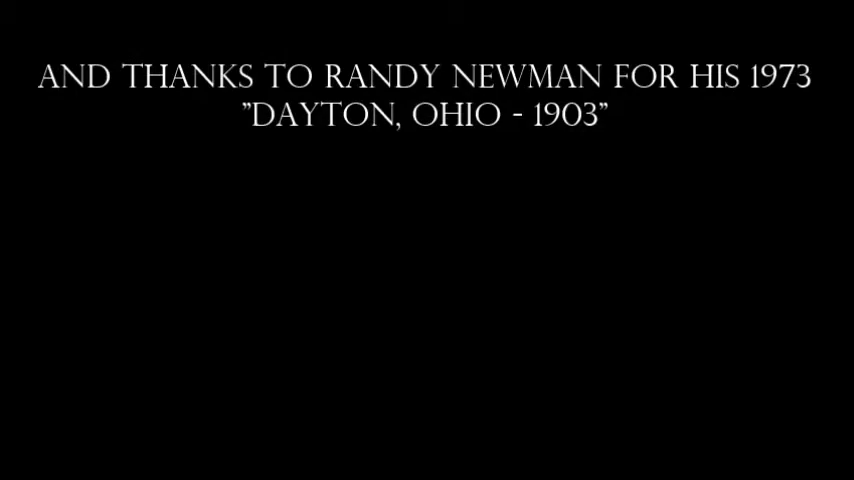 AND THANKS TO RANDY NEWMAN FOR HIS 1973
"DAYTON, OHIO - 1903"